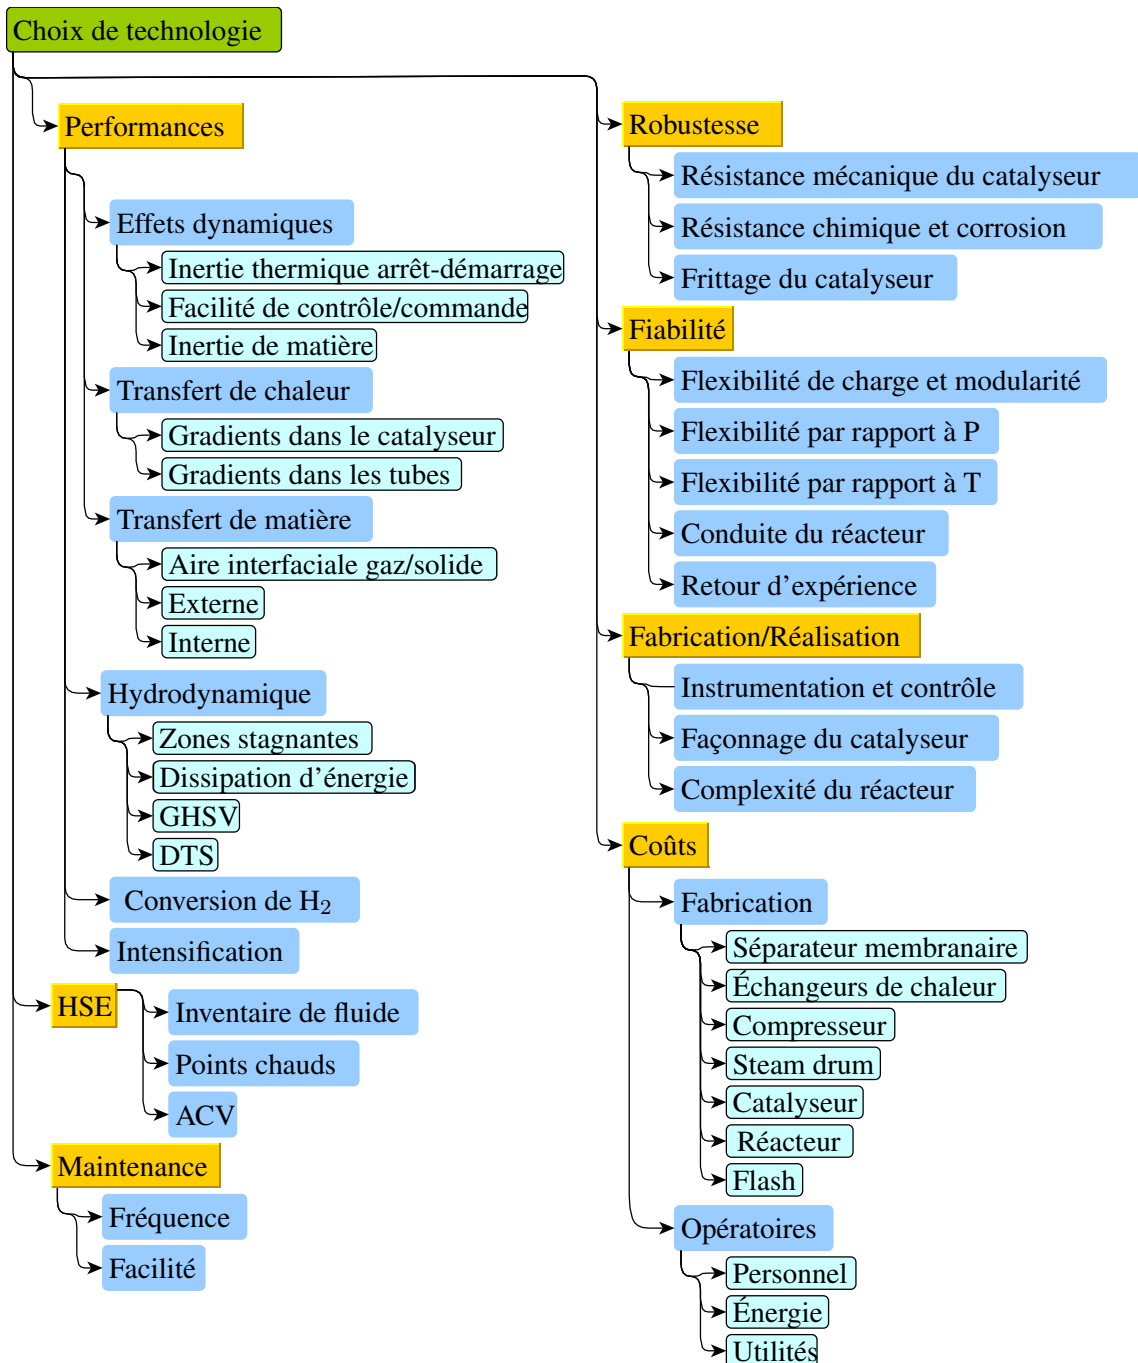 Choix de technologie
Performances
Effets dynamiques
Inertie thermique arrêt-démarrage
Facilité de contrôle/commande
Inertie de matière
Transfert de chaleur
Gradients dans le catalyseur
Gradients dans les tubes
Transfert de matière
Aire interfaciale gaz/solide
Externe
Interne
Hydrodynamique
Zones stagnantes
Dissipation d'énergie
GHSV
DTS
Conversion de H₂
Intensification
HSE
Inventaire de fluide
Points chauds
ACV
Maintenance
Fréquence
Facilité
Robustesse
Résistance mécanique du catalyseur
Résistance chimique et corrosion
Frittage du catalyseur
Fiabilité
Flexibilité de charge et modularité
Flexibilité par rapport à P
Flexibilité par rapport à T
Conduite du réacteur
Retour d'expérience
Fabrication/Réalisation
Instrumentation et contrôle
Façonnage du catalyseur
Complexité du réacteur
Coûts
Fabrication
Séparateur membranaire
Échangeurs de chaleur
Compresseur
Steam drum
Catalyseur
Réacteur
Flash
Opératoires
Personnel
Énergie
Utilités